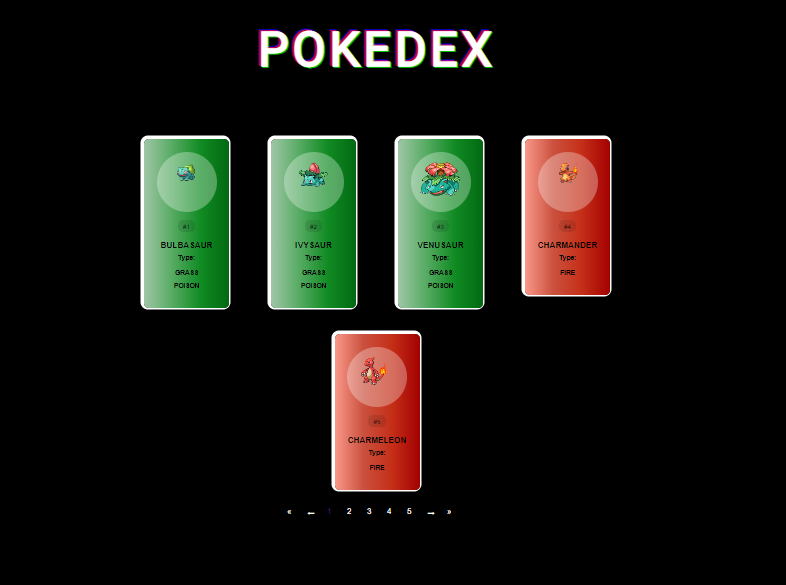 POKEDEX
#1
BULBASAUR
Type:
GRASS
POISON
#2
IVYSAUR
Type:
GRASS
POISON
#3
VENUSAUR
Type:
GRASS
POISON
#4
CHARMANDER
Type:
FIRE
#5
CHARMELEON
Type:
FIRE
« ← 1 2 3 4 5 → »